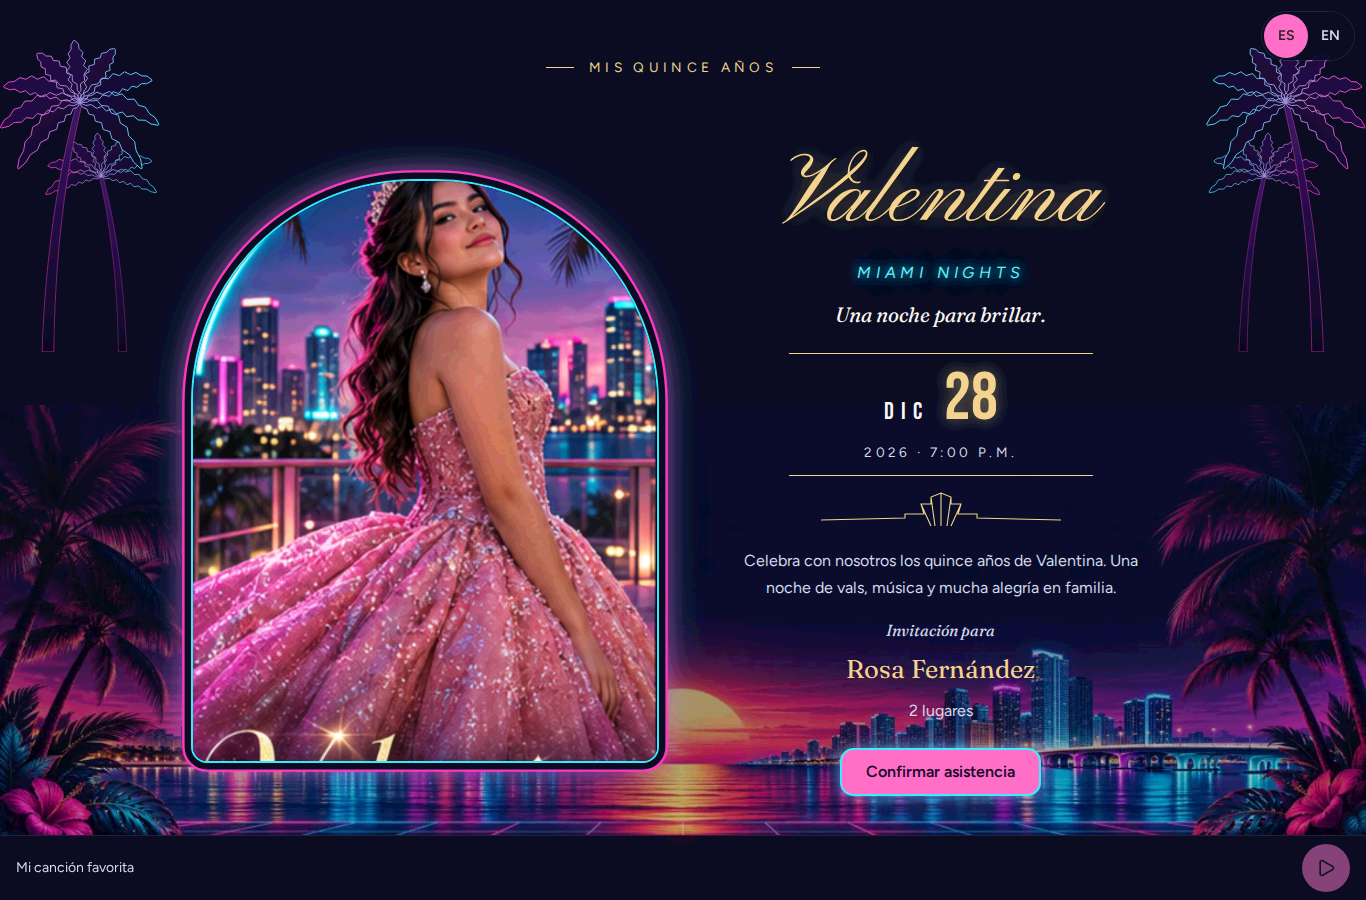 ES EN
MIS QUINCE AÑOS
Valentina
MIAMI NIGHTS
Una noche para brillar.
DIC 28
2026 · 7:00 P.M.
Celebra con nosotros los quince años de Valentina. Una
noche de vals, música y mucha alegría en familia.
Invitación para
Rosa Fernández
2 lugares
Confirmar asistencia
Mi canción favorita